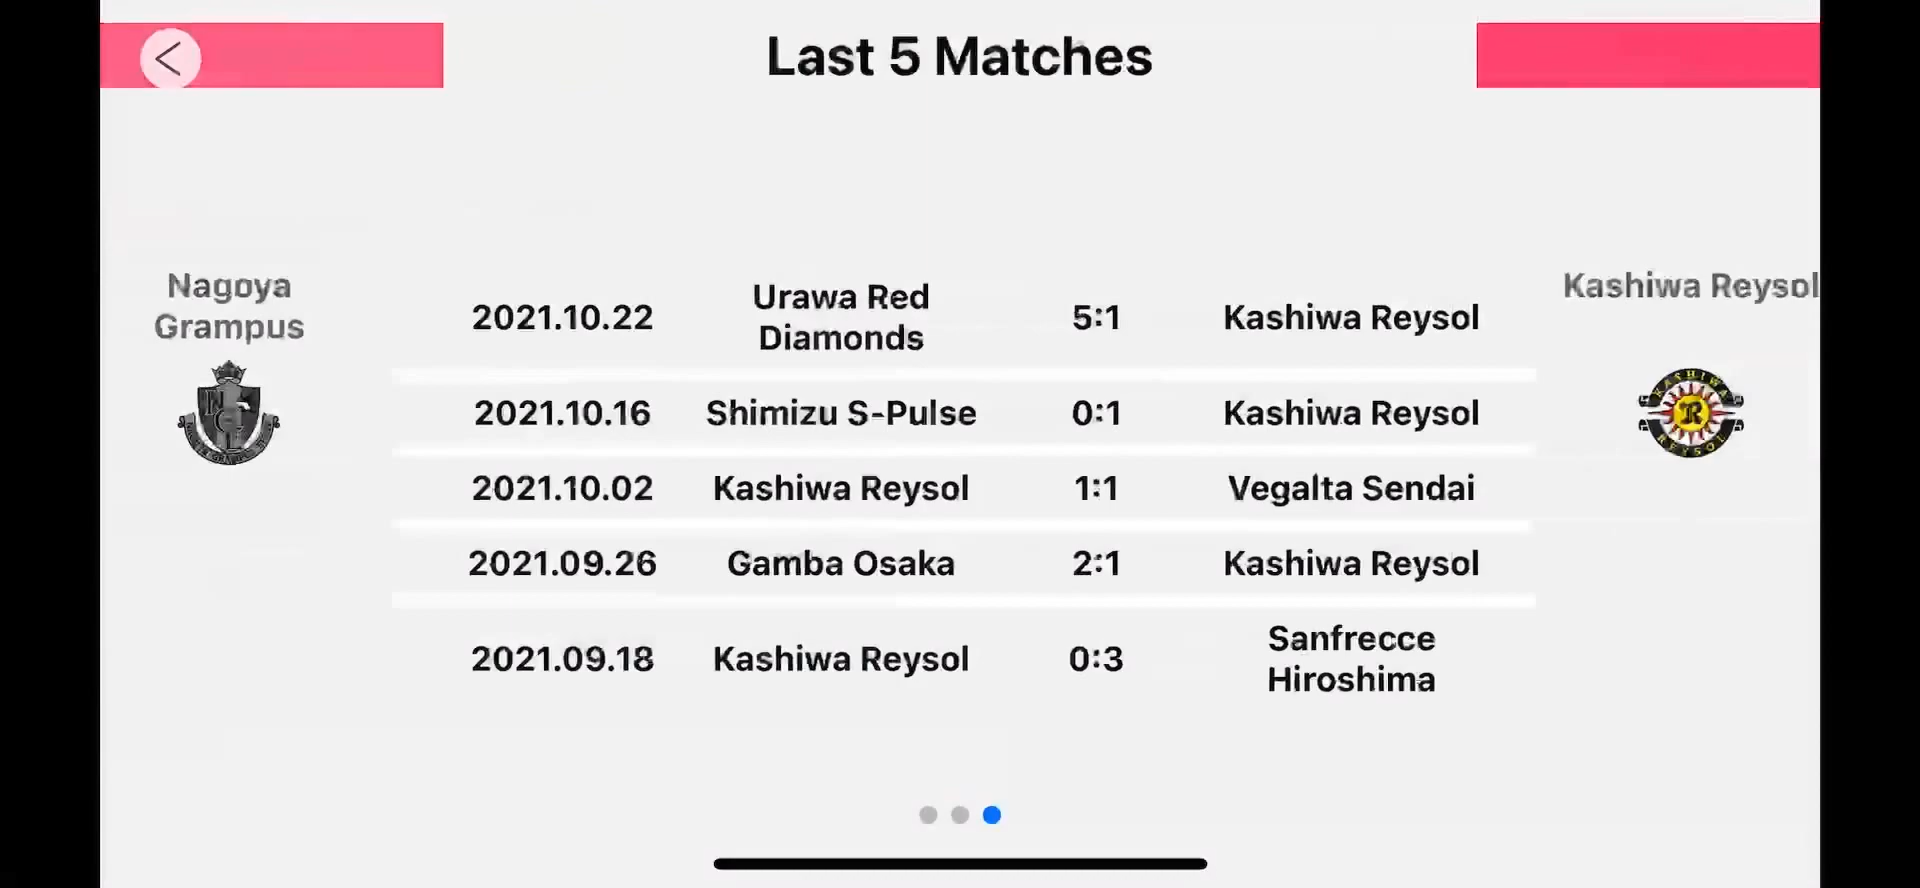 <
Last 5 Matches
Nagoya
Grampus
Kashiwa Reysol
2021.10.22 Urawa Red Diamonds 5:1 Kashiwa Reysol
2021.10.16 Shimizu S-Pulse 0:1 Kashiwa Reysol
2021.10.02 Kashiwa Reysol 1:1 Vegalta Sendai
2021.09.26 Gamba Osaka 2:1 Kashiwa Reysol
2021.09.18 Kashiwa Reysol 0:3 Sanfrecce Hiroshima
KASHIWA
R
REYSOL